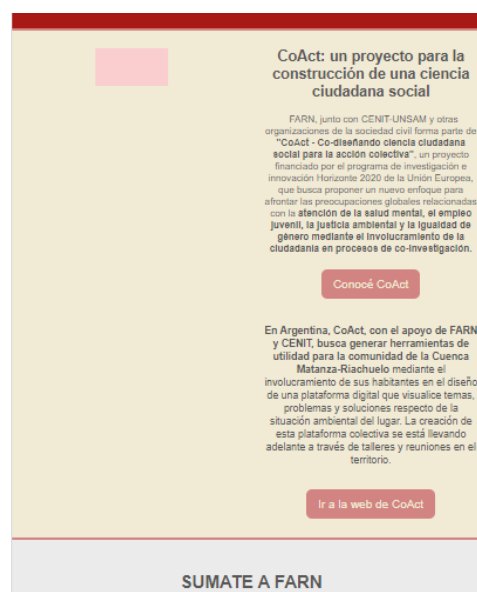 CoAct: un proyecto para la
construcción de una ciencia
ciudadana social
FARN, junto con CENIT-UNSAM y otras
organizaciones de la sociedad civil forma parte de
"CoAct - Co-diseñando ciencia ciudadana
social para la acción colectiva", un proyecto
financiado por el programa de investigación e
innovación Horizonte 2020 de la Unión Europea,
que busca proponer un nuevo enfoque para
afrontar las preocupaciones globales relacionadas
con la atención de la salud mental, el empleo
juvenil, la justicia ambiental y la igualdad de
género mediante el involucramiento de la
ciudadanía en procesos de co-investigación.
Conocé CoAct
En Argentina, CoAct, con el apoyo de FARN
y CENIT, busca generar herramientas de
utilidad para la comunidad de la Cuenca
Matanza-Riachuelo mediante el
involucramiento de sus habitantes en el diseño
de una plataforma digital que visualice temas,
problemas y soluciones respecto de la
situación ambiental del lugar. La creación de
esta plataforma colectiva se está llevando
adelante a través de talleres y reuniones en el
territorio.
Ir a la web de CoAct
SUMATE A FARN